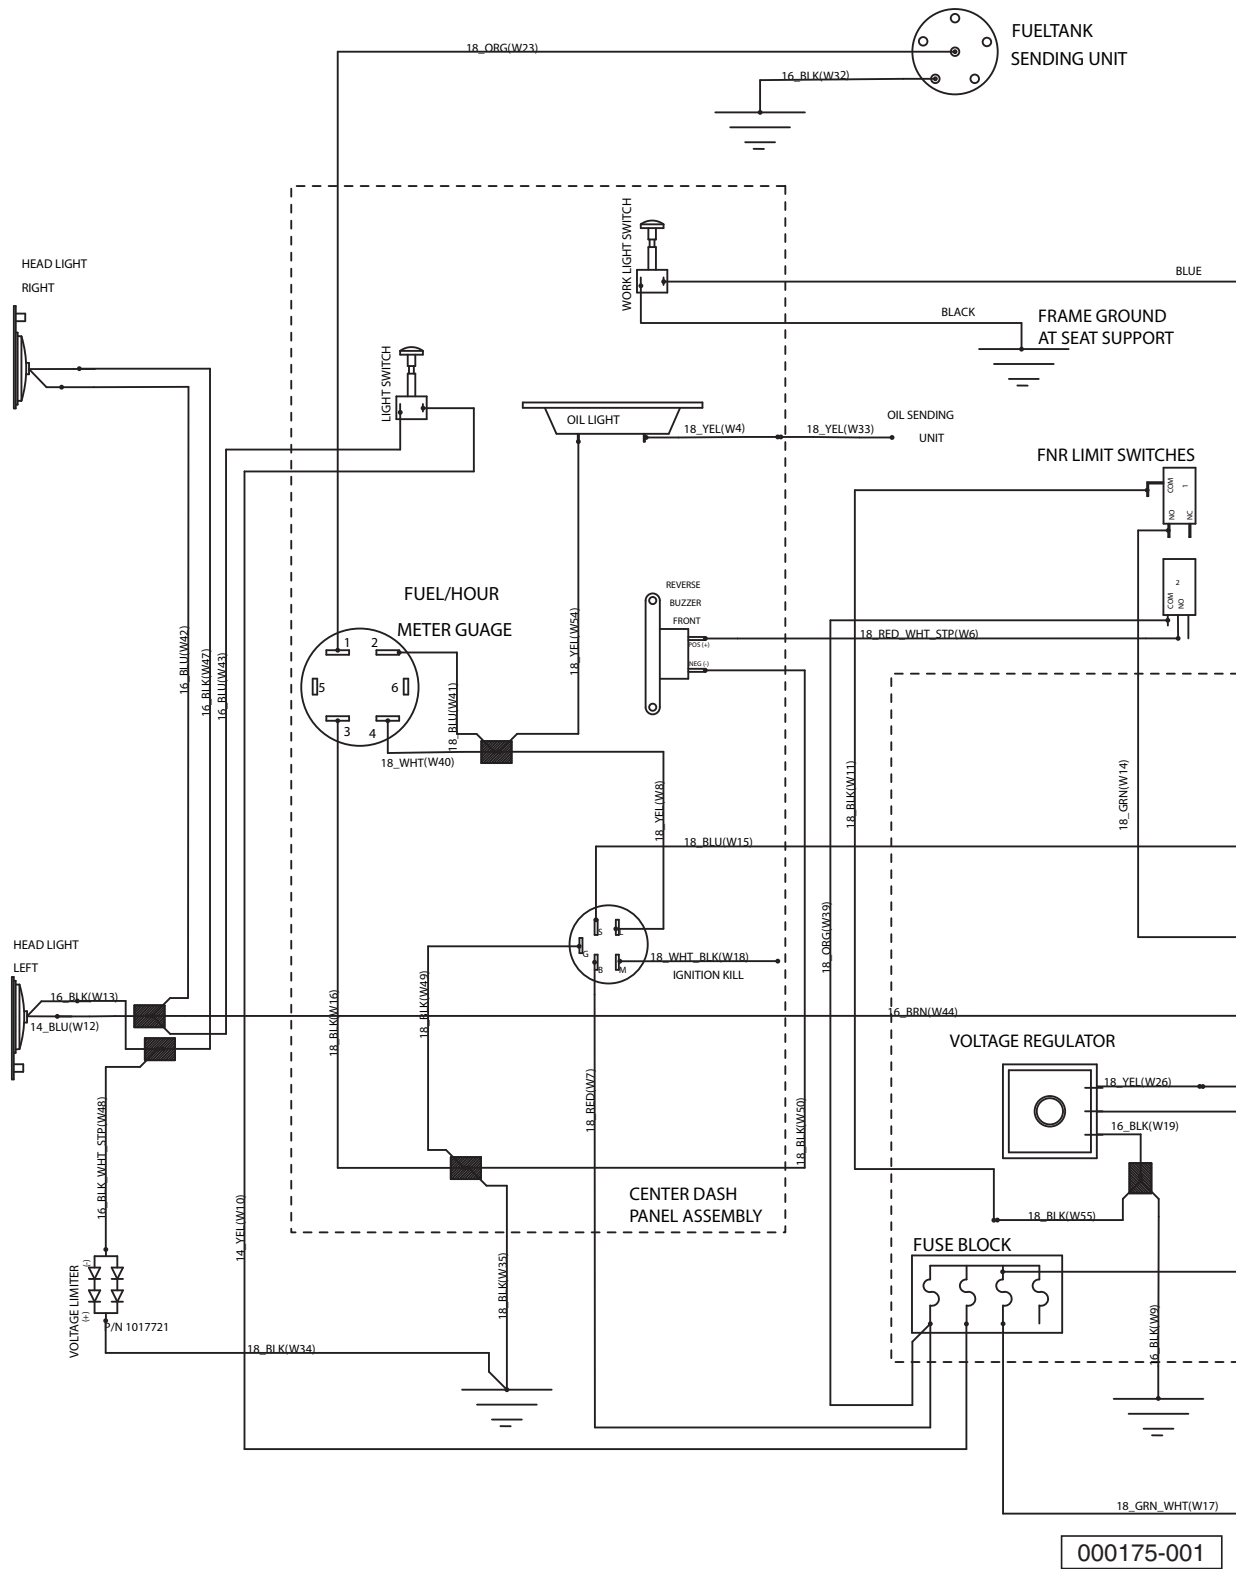 FUELTANK
SENDING UNIT
18_ORG(W23)
16_BLK(W32)
WORK LIGHT SWITCH
BLUE
BLACK
FRAME GROUND
AT SEAT SUPPORT
HEAD LIGHT
RIGHT
LIGHT SWITCH
OIL LIGHT
18_YEL(W4)
18_YEL(W33)
OIL SENDING
UNIT
FNR LIMIT SWITCHES
COM
1
NO
NC
2
COM
NO
REVERSE
BUZZER
FRONT
POS (+)
NEG (-)
18_RED_WHT_STP(W6)
FUEL/HOUR
METER GUAGE
1
2
5
6
3
4
16_BLU(W42)
16_BLK(W47)
16_BLU(W43)
18_BLU(W41)
18_YEL(W54)
18_WHT(W40)
18_YEL(W8)
18_BLK(W11)
18_GRN(W14)
18_BLU(W15)
S
L
G
B
M
18_WHT_BLK(W18)
IGNITION KILL
18_ORG(W39)
HEAD LIGHT
LEFT
16_BLK(W13)
14_BLU(W12)
18_BLK(W16)
18_BLK(W49)
16_BRN(W44)
VOLTAGE REGULATOR
18_YEL(W26)
16_BLK(W19)
18_RED(W7)
18_BLK(W50)
16_BLK_WHT_STP(W48)
14_YEL(W10)
CENTER DASH
PANEL ASSEMBLY
18_BLK(W55)
FUSE BLOCK
18_BLK(W35)
VOLTAGE LIMITER
(-)
(+)
P/N 1017721
18_BLK(W34)
16_BLK(W9)
18_GRN_WHT(W17)
000175-001